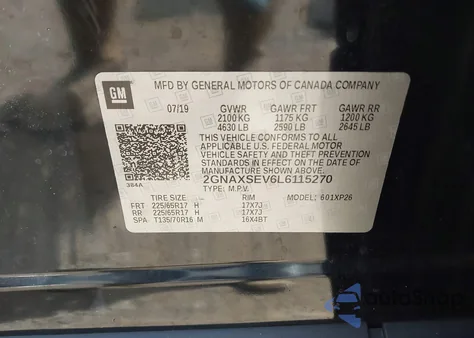 GM
MFD BY GENERAL MOTORS OF CANADA COMPANY
07/19 GVWR GAWR FRT GAWR RR
2100 KG 1175 KG 1200 KG
4630 LB 2590 LB 2645 LB
THIS VEHICLE CONFORMS TO ALL
APPLICABLE U.S. FEDERAL MOTOR
VEHICLE SAFETY, BUMPER, AND THEFT
PREVENTION STANDARDS IN EFFECT ON
THE DATE OF MANUFACTURE SHOWN ABOVE.
2GNAXSEV6L6115270
384A TYPE: M.P.V. MODEL: 601XP26
TIRE SIZE RIM
FRT 225/65R17 H 17X7J
RR 225/65R17 H 17X7J
SPA T135/70R16 M 16X4BT
autosnap